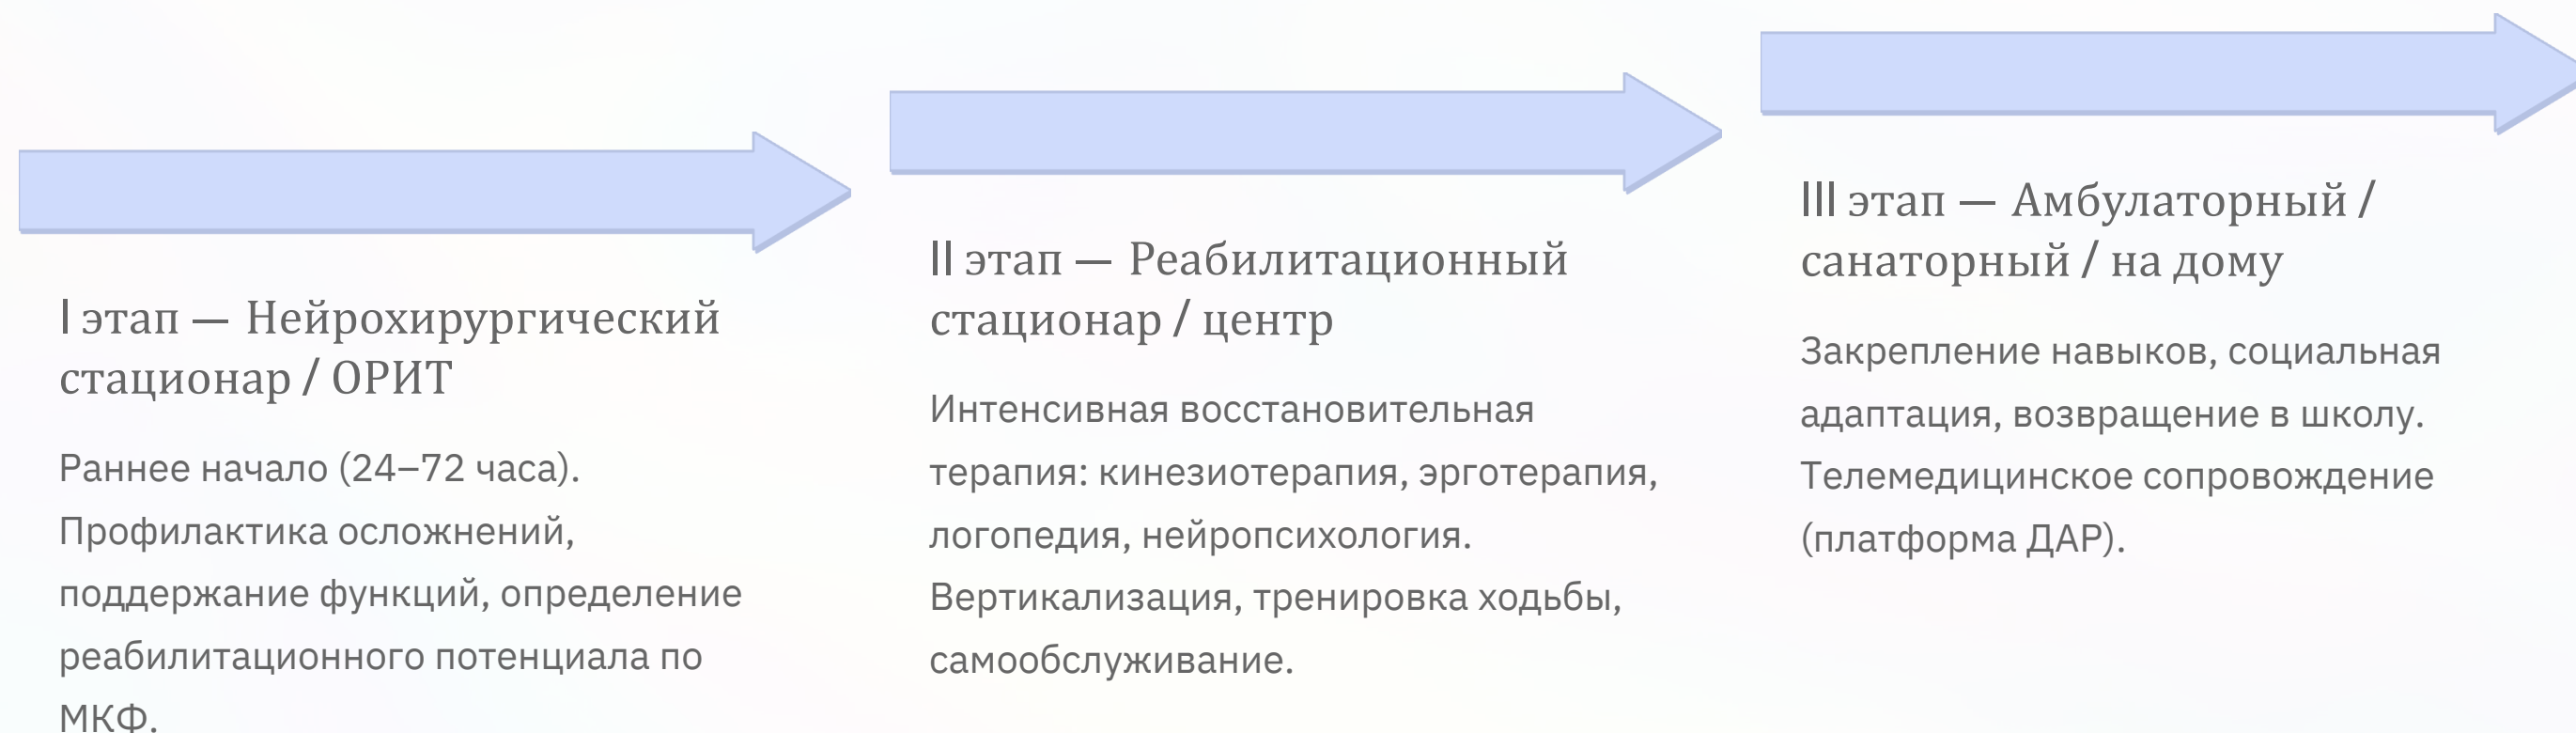 I этап — Нейрохирургический
стационар / ОРИТ
Раннее начало (24–72 часа).
Профилактика осложнений,
поддержание функций, определение
реабилитационного потенциала по
МКФ.
II этап — Реабилитационный
стационар / центр
Интенсивная восстановительная
терапия: кинезиотерапия, эрготерапия,
логопедия, нейропсихология.
Вертикализация, тренировка ходьбы,
самообслуживание.
III этап — Амбулаторный /
санаторный / на дому
Закрепление навыков, социальная
адаптация, возвращение в школу.
Телемедицинское сопровождение
(платформа ДАР).